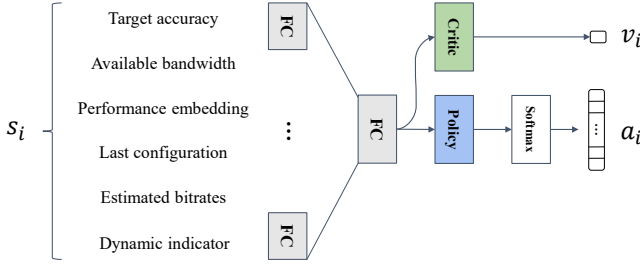 s_i
Target accuracy
Available bandwidth
Performance embedding
Last configuration
Estimated bitrates
Dynamic indicator
FC
⋮
FC
FC
Critic
v_i
Policy
Softmax
...
a_i